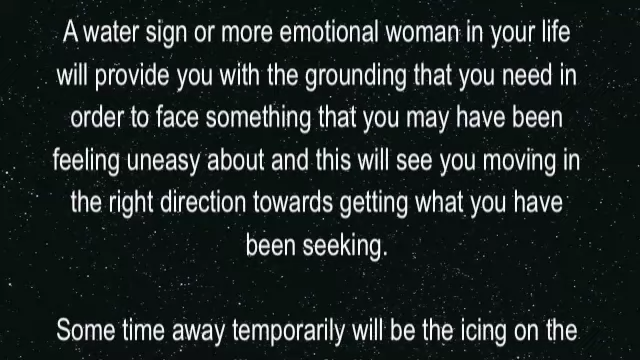 A water sign or more emotional woman in your life
will provide you with the grounding that you need in
order to face something that you may have been
feeling uneasy about and this will see you moving in
the right direction towards getting what you have
been seeking.
Some time away temporarily will be the icing on the